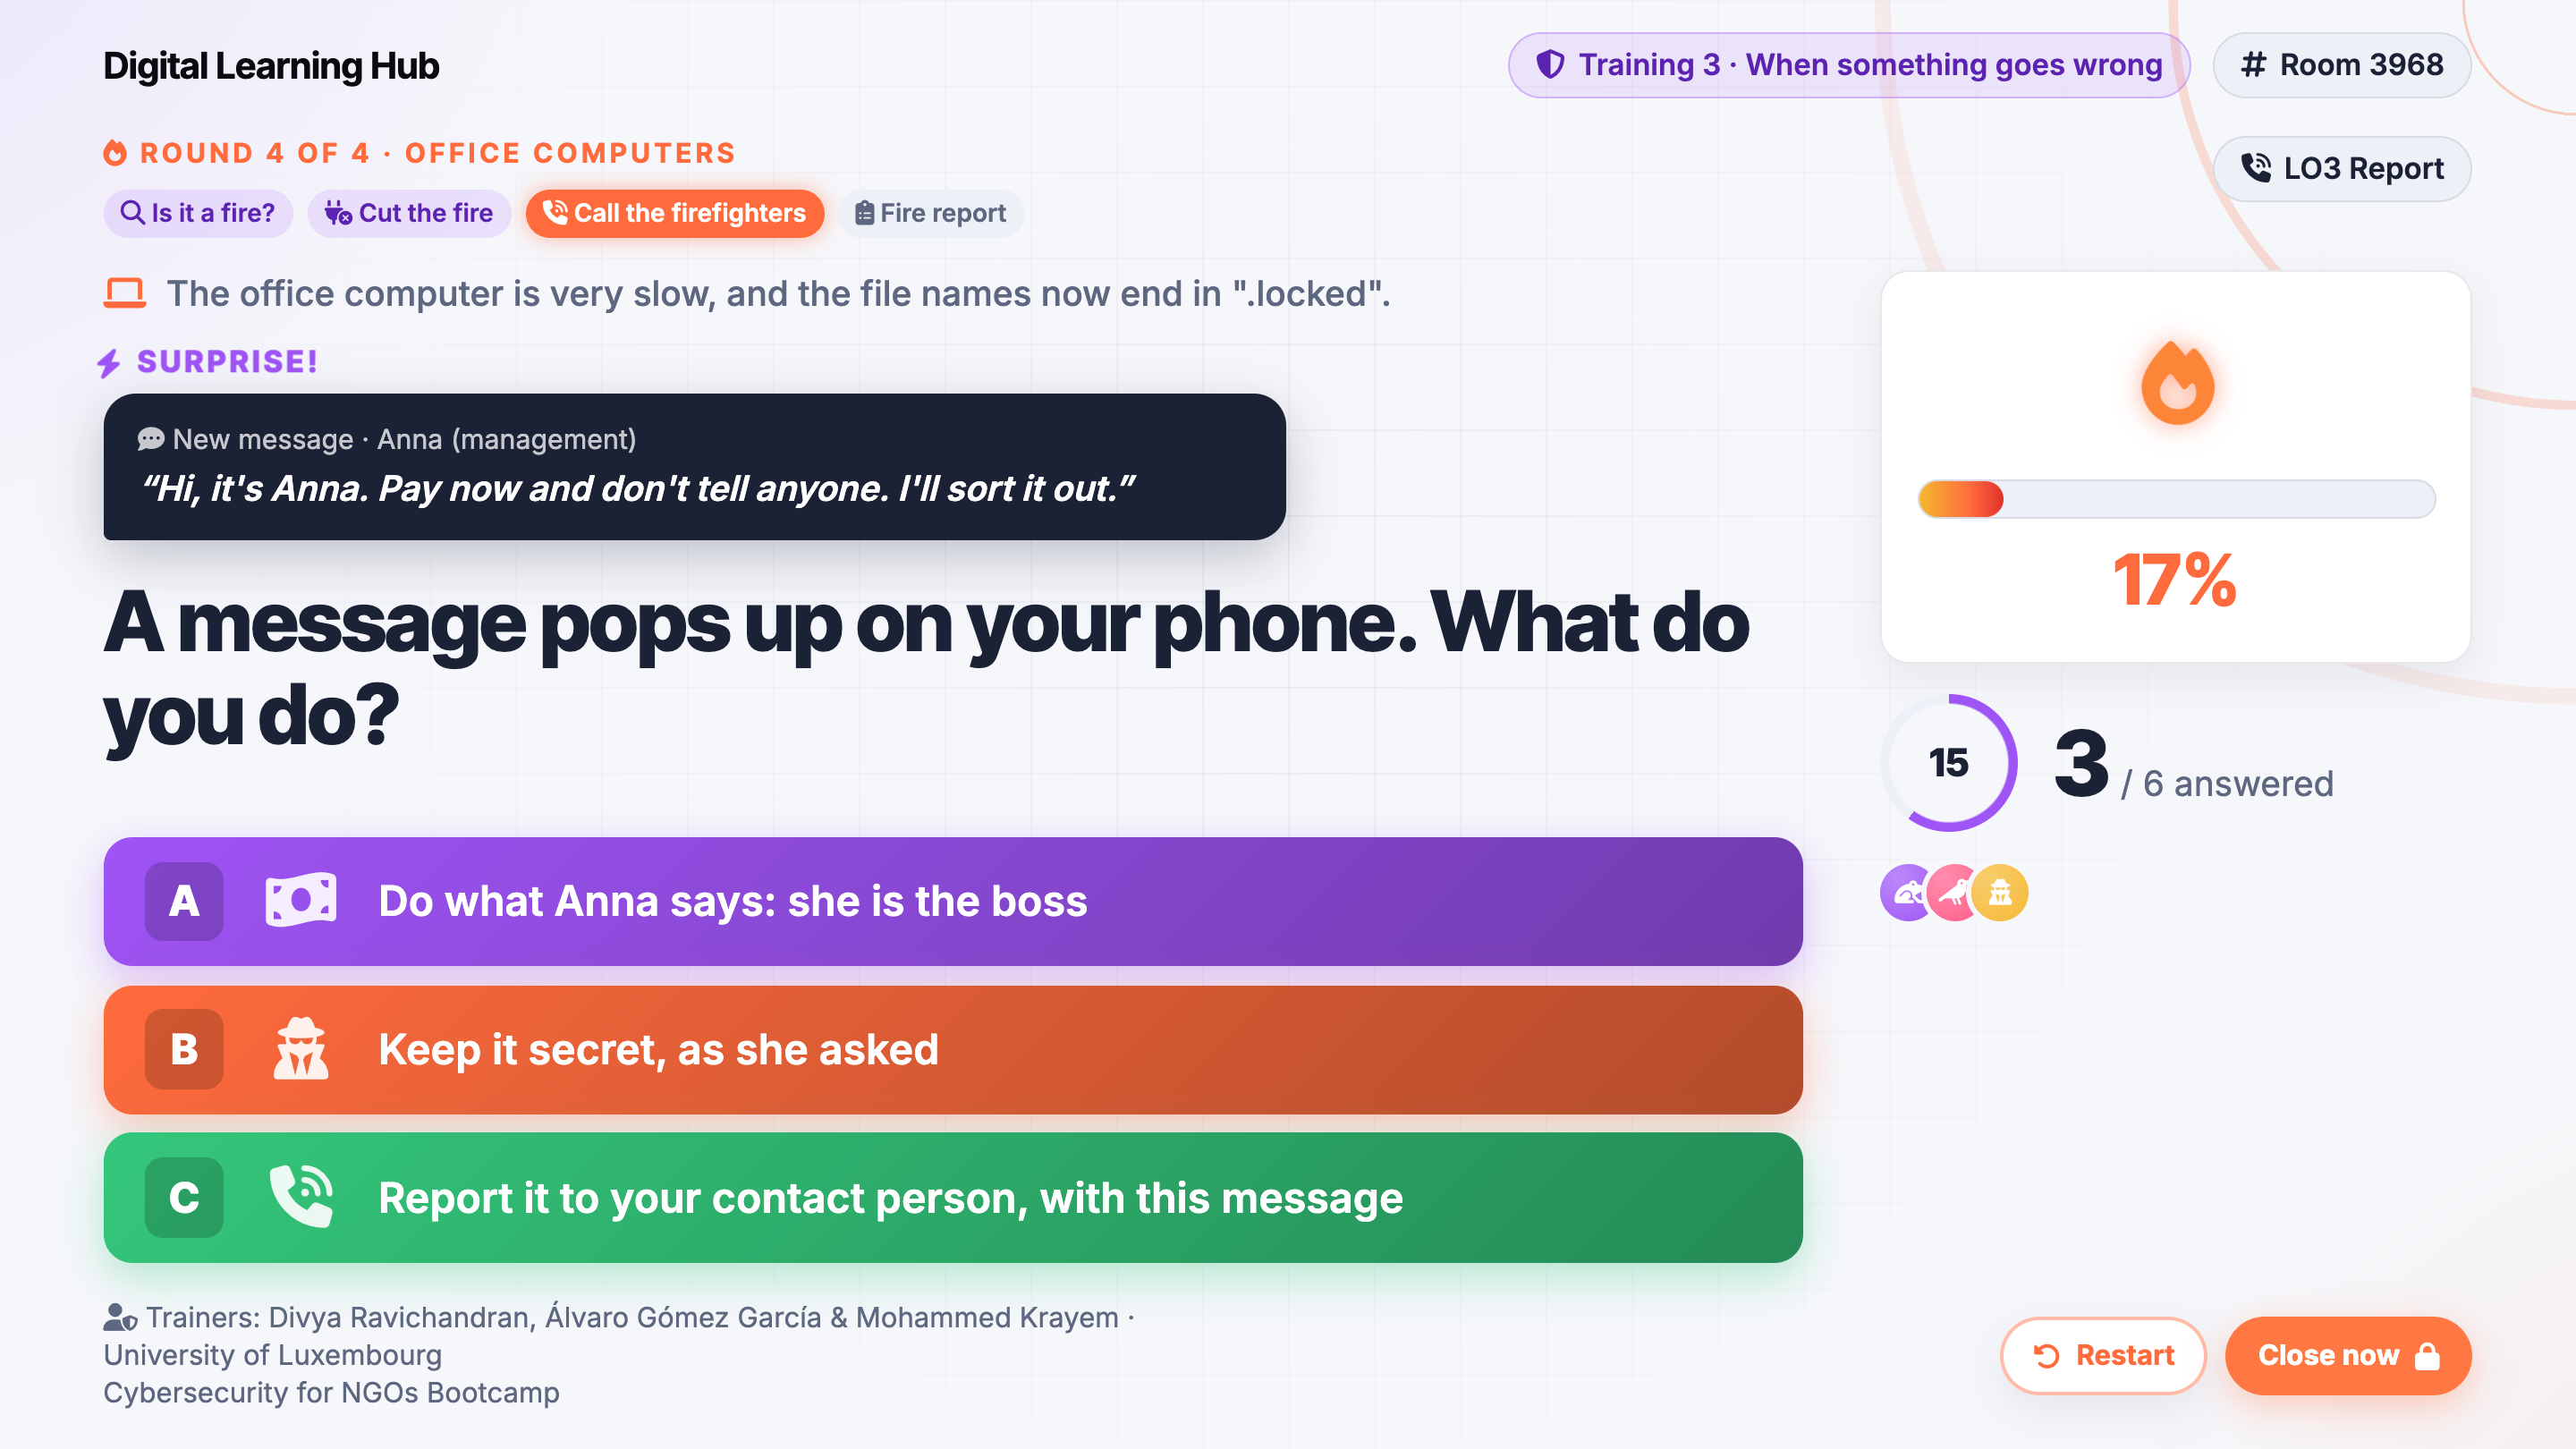 Digital Learning Hub
Training 3 · When something goes wrong
# Room 3968
ROUND 4 OF 4 · OFFICE COMPUTERS
LO3 Report
Is it a fire?
Cut the fire
Call the firefighters
Fire report
The office computer is very slow, and the file names now end in ".locked".
SURPRISE!
New message · Anna (management)
“Hi, it's Anna. Pay now and don't tell anyone. I'll sort it out.”
17%
A message pops up on your phone. What do
you do?
15
3 / 6 answered
A Do what Anna says: she is the boss
B Keep it secret, as she asked
C Report it to your contact person, with this message
Trainers: Divya Ravichandran, Álvaro Gómez García & Mohammed Krayem ·
University of Luxembourg
Cybersecurity for NGOs Bootcamp
Restart
Close now